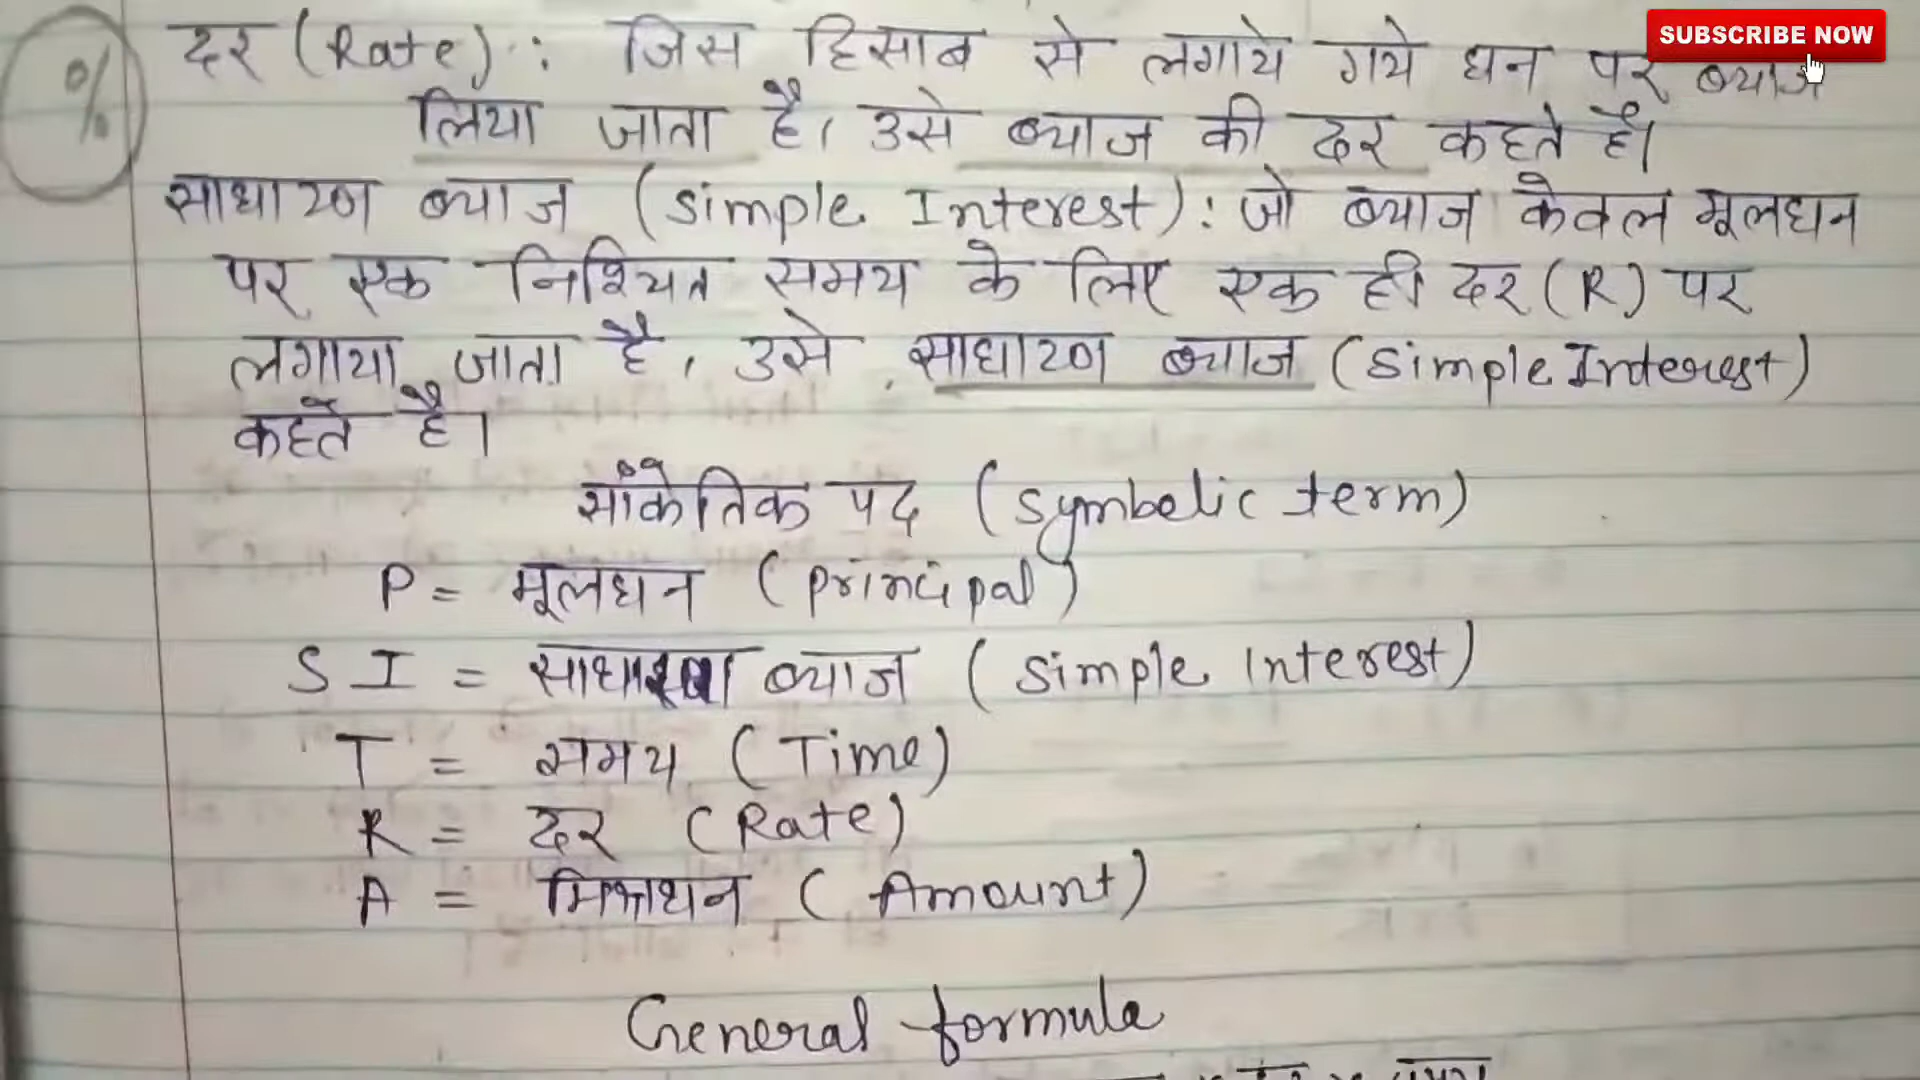 SUBSCRIBE NOW
%
दर (Rate) : जिस हिसाब से लगाये गये धन पर ब्याज
लिया जाता है, उसे ब्याज की दर कहते है।
साधारण ब्याज (Simple Interest) : जो ब्याज केवल मूलधन
पर एक निश्चित समय के लिए एक ही दर (R) पर
लगाया जाता है, उसे साधारण ब्याज (Simple Interest)
कहते है।
सांकेतिक पद (Symbolic term)
P = मूलधन (Principal)
SI = साधारण ब्याज (Simple Interest)
T = समय (Time)
R = दर (Rate)
A = मिश्रधन (Amount)
General formula